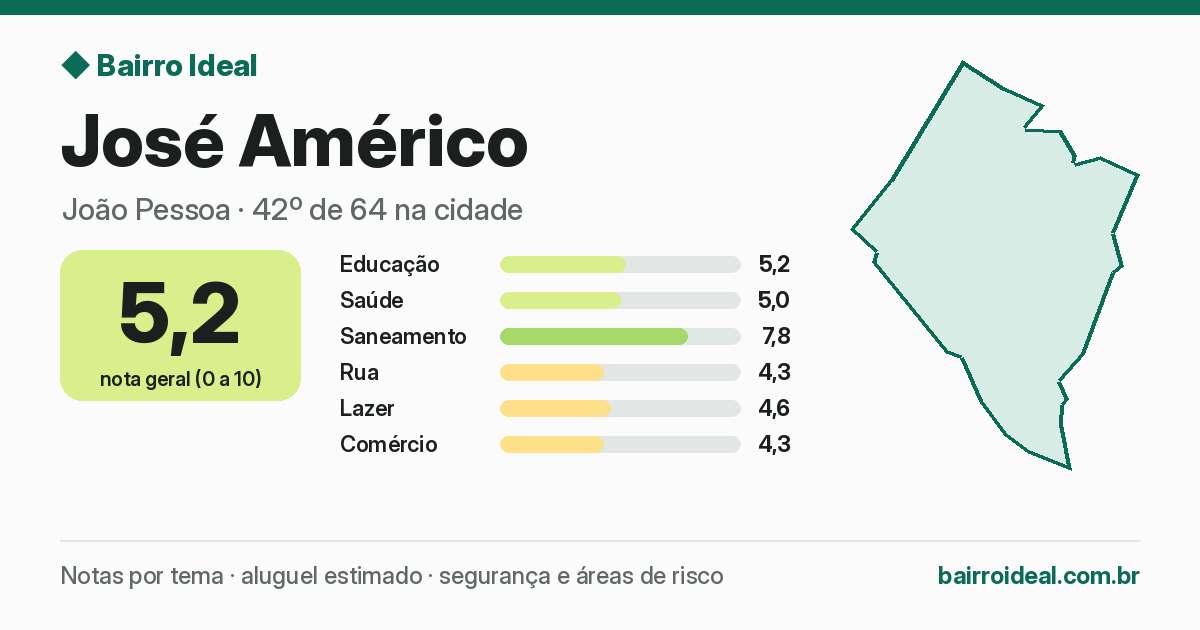 Bairro Ideal
José Américo
João Pessoa · 42º de 64 na cidade
5,2
nota geral (0 a 10)
Educação 5,2
Saúde 5,0
Saneamento 7,8
Rua 4,3
Lazer 4,6
Comércio 4,3
Notas por tema · aluguel estimado · segurança e áreas de risco
bairroideal.com.br